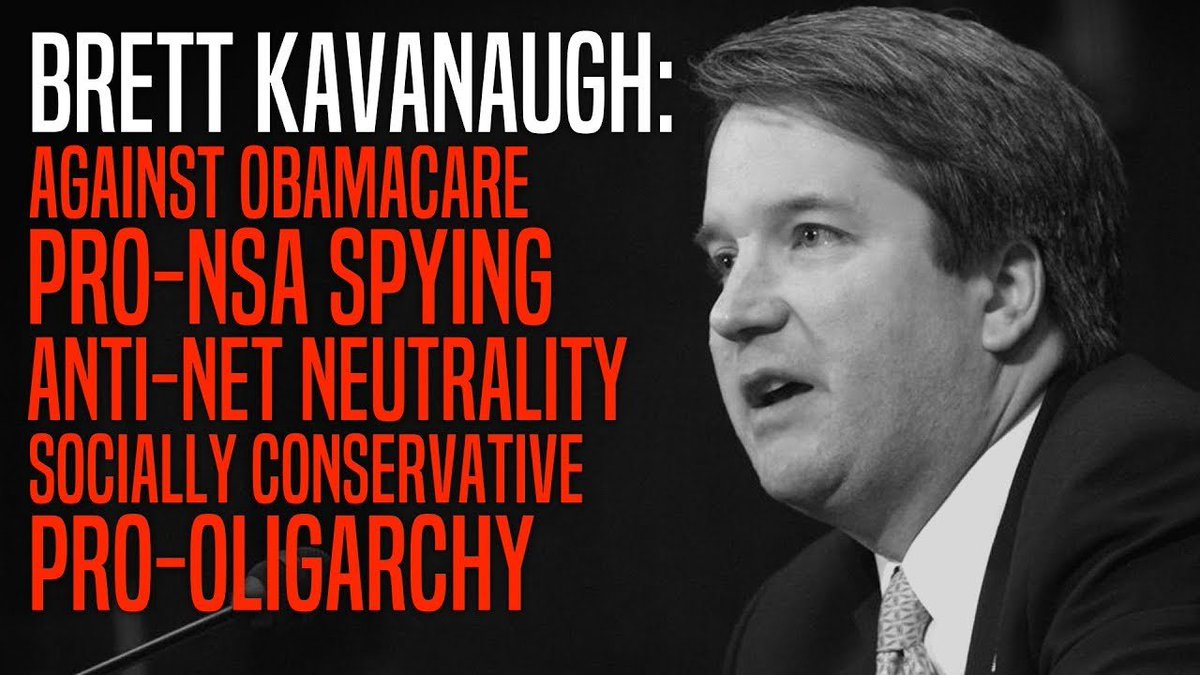 BRETT KAVANAUGH:
AGAINST OBAMACARE
PRO-NSA SPYING
ANTI-NET NEUTRALITY
SOCIALLY CONSERVATIVE
PRO-OLIGARCHY